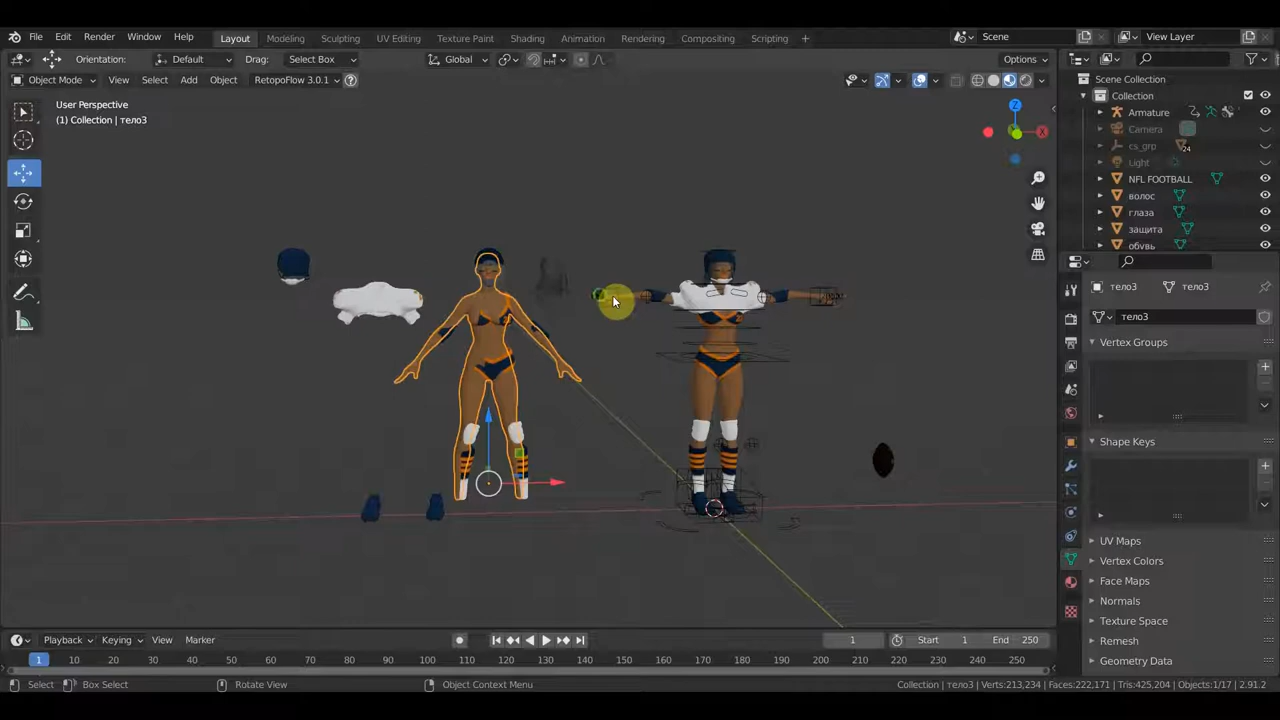 File Edit Render Window Help Layout Modeling Sculpting UV Editing Texture Paint Shading Animation Rendering Compositing Scripting + Scene View Layer
Orientation: Default Drag: Select Box Global Options
Object Mode View Select Add Object RetopoFlow 3.0.1
User Perspective
(1) Collection | тело3
Z
X
Scene Collection
Collection
Armature
Camera
cs_grp 24
Light
NFL FOOTBALL
волос
глаза
защита
обувь
тело3 тело3
тело3
Vertex Groups
Shape Keys
UV Maps
Vertex Colors
Face Maps
Normals
Texture Space
Remesh
Geometry Data
Playback Keying View Marker 1 Start 1 End 250
1 10 20 30 40 50 60 70 80 90 100 110 120 130 140 150 160 170 180 190 200 210 220 230 240 250
Select Box Select Rotate View Object Context Menu Collection | тело3 | Verts:213,234 | Faces:222,171 | Tris:425,204 | Objects:1/17 | 2.91.2